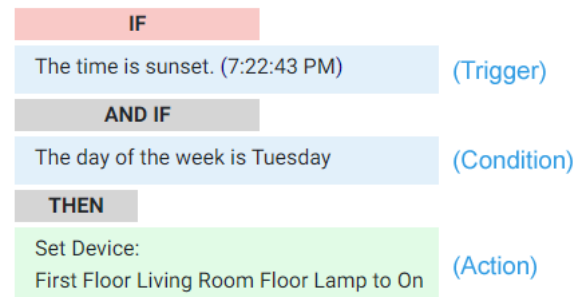 IF
The time is sunset. (7:22:43 PM)
(Trigger)
AND IF
The day of the week is Tuesday
(Condition)
THEN
Set Device:
First Floor Living Room Floor Lamp to On
(Action)